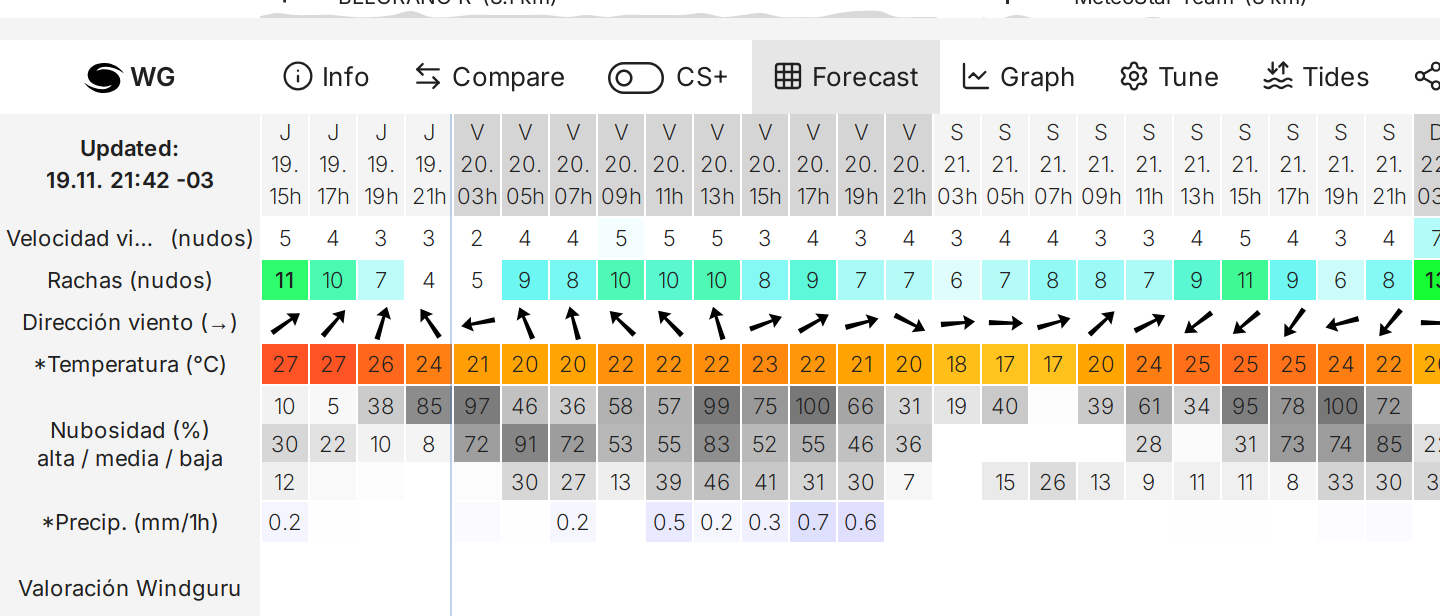 BELGRANO R (8.1 km) MeteoStar Team (8 km)
WG Info Compare CS+ Forecast Graph Tune Tides
J J J J V V V V V V V V V V S S S S S S S S S S D
Updated: 19. 19. 19. 19. 20. 20. 20. 20. 20. 20. 20. 20. 20. 20. 21. 21. 21. 21. 21. 21. 21. 21. 21. 21.
19.11. 21:42 -03 15h 17h 19h 21h 03h 05h 07h 09h 11h 13h 15h 17h 19h 21h 03h 05h 07h 09h 11h 13h 15h 17h 19h 21h
Velocidad vi... (nudos) 5 4 3 3 2 4 4 5 5 5 3 4 3 4 3 4 4 3 3 4 5 4 3 4 7
Rachas (nudos) 11 10 7 4 5 9 8 10 10 10 8 9 7 7 6 7 8 8 7 9 11 9 6 8
Dirección viento (→)
*Temperatura (°C) 27 27 26 24 21 20 20 22 22 22 23 22 21 20 18 17 17 20 24 25 25 25 24 22
Nubosidad (%)
alta / media / baja
10 5 38 85 97 46 36 58 57 99 75 100 66 31 19 40 39 61 34 95 78 100 72
30 22 10 8 72 91 72 53 55 83 52 55 46 36 28 31 73 74 85
12 30 27 13 39 46 41 31 30 7 15 26 13 9 11 11 8 33 30
*Precip. (mm/1h) 0.2 0.2 0.5 0.2 0.3 0.7 0.6
Valoración Windguru